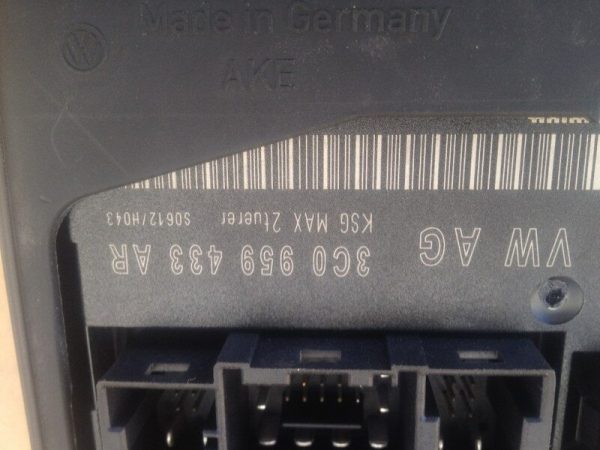 Made in Germany
AKE
VW AG
3C0 959 433 AR
KSG MAX 2tuerer S0612/H043